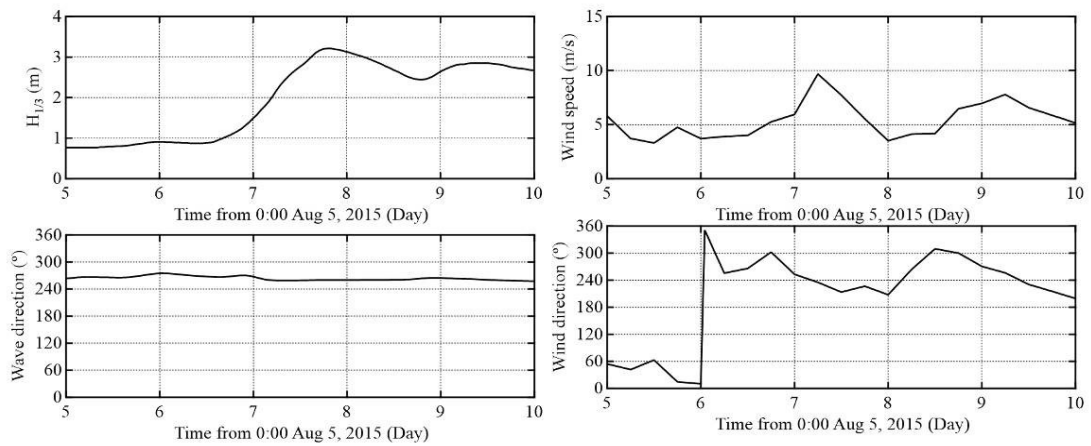 4
3
2
1
0
H1/3 (m)
5 6 7 8 9 10
Time from 0:00 Aug 5, 2015 (Day)
15
10
5
0
Wind speed (m/s)
5 6 7 8 9 10
Time from 0:00 Aug 5, 2015 (Day)
360
300
240
180
120
60
0
Wave direction (°)
5 6 7 8 9 10
Time from 0:00 Aug 5, 2015 (Day)
360
300
240
180
120
60
0
Wind direction (°)
5 6 7 8 9 10
Time from 0:00 Aug 5, 2015 (Day)